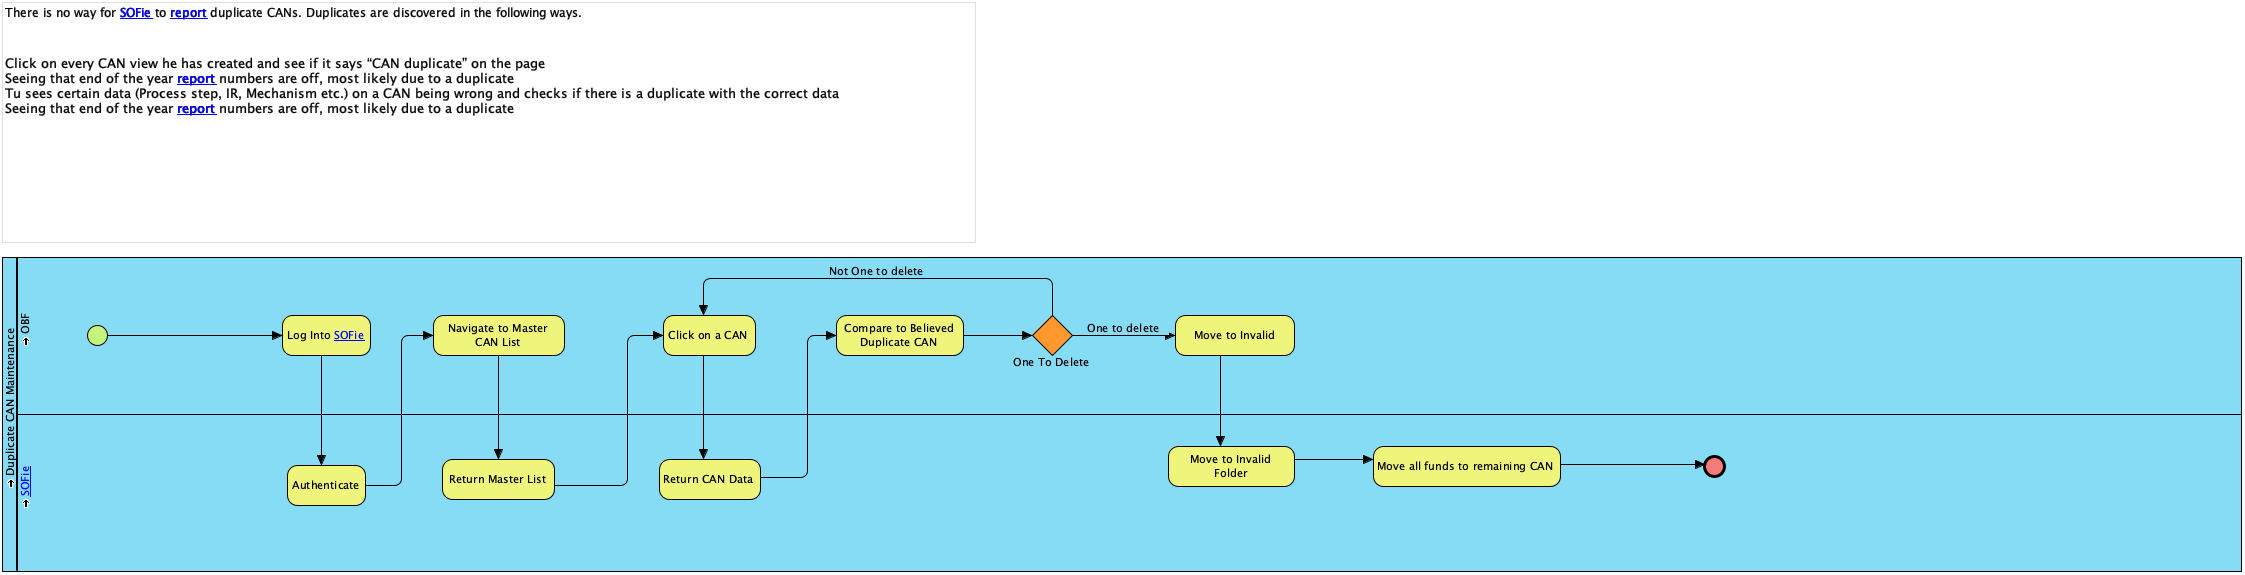 There is no way for SOFie to report duplicate CANs. Duplicates are discovered in the following ways.
Click on every CAN view he has created and see if it says “CAN duplicate” on the page
Seeing that end of the year report numbers are off, most likely due to a duplicate
Tu sees certain data (Process step, IR, Mechanism etc.) on a CAN being wrong and checks if there is a duplicate with the correct data
Seeing that end of the year report numbers are off, most likely due to a duplicate
Duplicate CAN Maintenance
OBF
Not One to delete
Log Into SOFie
Navigate to Master
CAN List
Click on a CAN
Compare to Believed
Duplicate CAN
One To Delete
One to delete
Move to Invalid
SOFie
Authenticate
Return Master List
Return CAN Data
Move to Invalid
Folder
Move all funds to remaining CAN